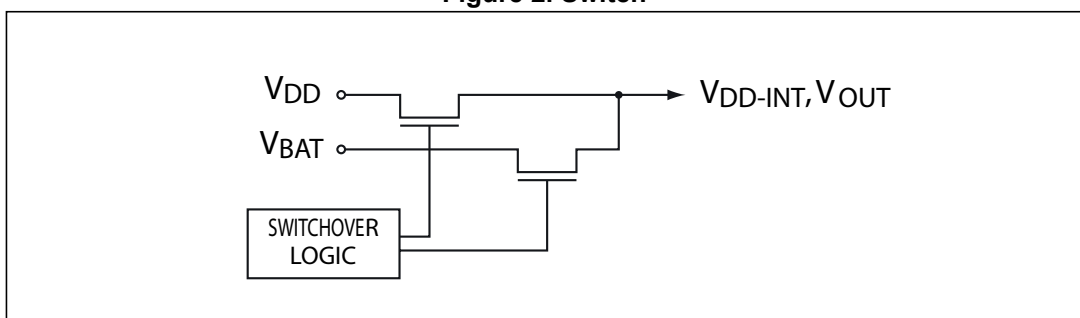 Figure 2. Switch
VDD
VDD-INT, VOUT
VBAT
SWITCHOVER
LOGIC